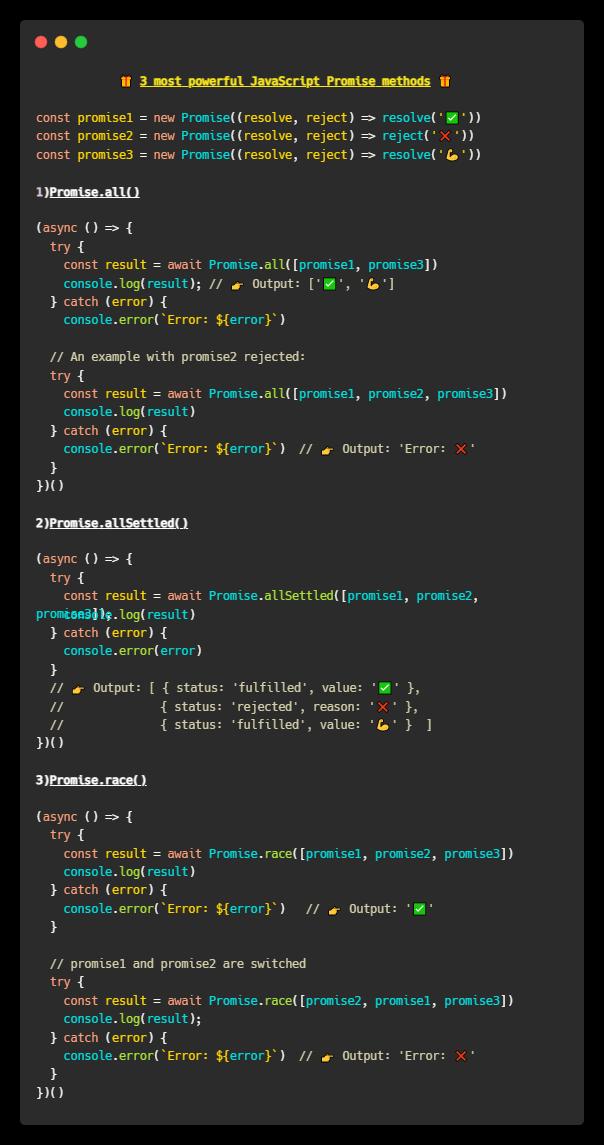 🎁 3 most powerful JavaScript Promise methods 🎁
const promise1 = new Promise((resolve, reject) => resolve('✅'))
const promise2 = new Promise((resolve, reject) => reject('❌'))
const promise3 = new Promise((resolve, reject) => resolve('💪'))
1)Promise.all()
(async () => {
  try {
    const result = await Promise.all([promise1, promise3])
    console.log(result); // 👉 Output: ['✅', '💪']
  } catch (error) {
    console.error(`Error: ${error}`)
  // An example with promise2 rejected:
  try {
    const result = await Promise.all([promise1, promise2, promise3])
    console.log(result)
  } catch (error) {
    console.error(`Error: ${error}`)  // 👉 Output: 'Error: ❌'
  }
})()
2)Promise.allSettled()
(async () => {
  try {
    const result = await Promise.allSettled([promise1, promise2,
promise3]);
    console.log(result)
  } catch (error) {
    console.error(error)
  }
  // 👉 Output: [ { status: 'fulfilled', value: '✅' },
  //              { status: 'rejected', reason: '❌' },
  //              { status: 'fulfilled', value: '💪' }  ]
})()
3)Promise.race()
(async () => {
  try {
    const result = await Promise.race([promise1, promise2, promise3])
    console.log(result)
  } catch (error) {
    console.error(`Error: ${error}`)   // 👉 Output: '✅'
  }
  // promise1 and promise2 are switched
  try {
    const result = await Promise.race([promise2, promise1, promise3])
    console.log(result);
  } catch (error) {
    console.error(`Error: ${error}`)  // 👉 Output: 'Error: ❌'
  }
})()